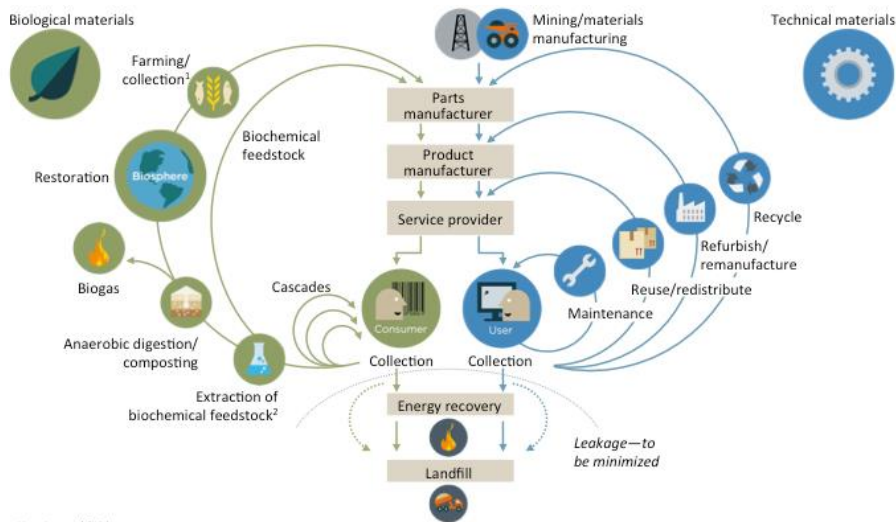 Biological materials
Mining/materials
manufacturing
Technical materials
Farming/
collection¹
Parts
manufacturer
Biochemical
feedstock
Product
manufacturer
Restoration
Biosphere
Recycle
Service provider
Refurbish/
remanufacture
Biogas
Cascades
Reuse/redistribute
Consumer
User
Maintenance
Anaerobic digestion/
composting
Collection
Collection
Extraction of
biochemical feedstock²
Energy recovery
Leakage—to
be minimized
Landfill